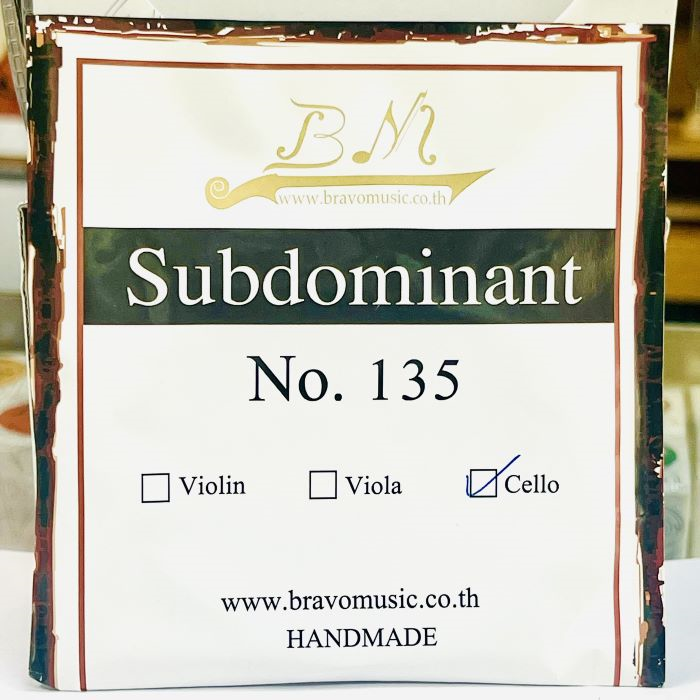 BM
www.bravomusic.co.th
Subdominant
No. 135
Violin Viola Cello
www.bravomusic.co.th
HANDMADE